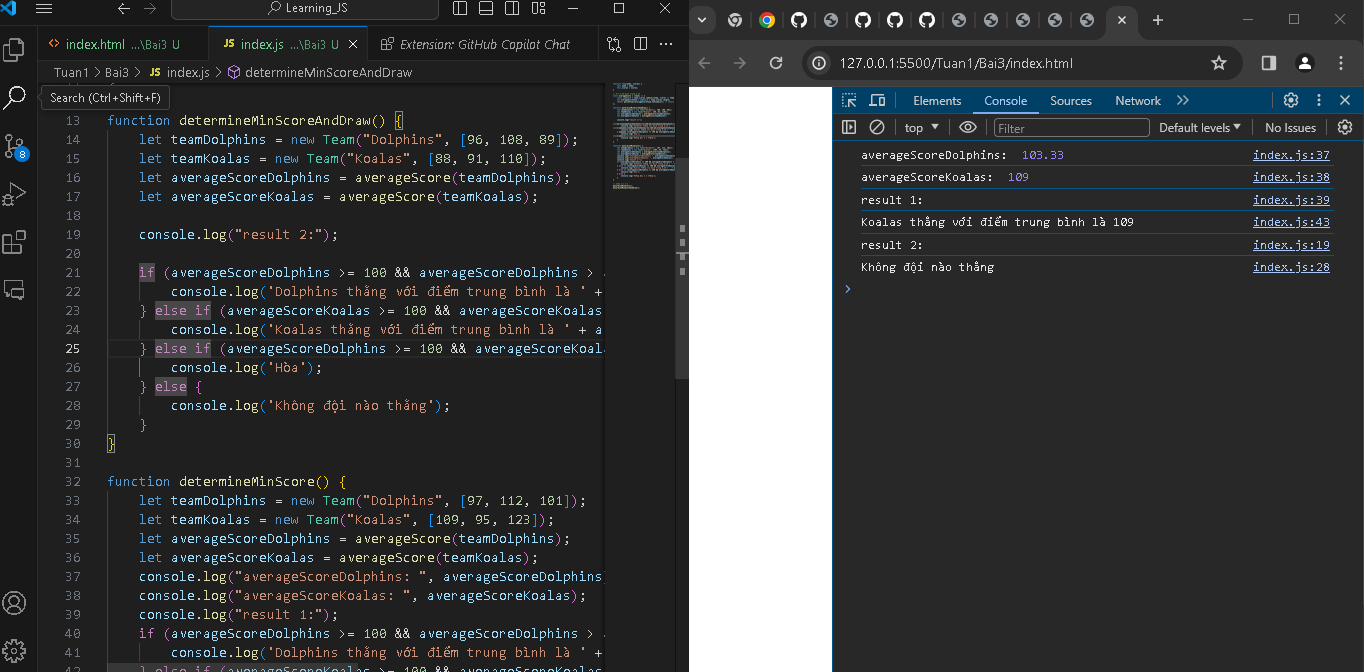 Learning_JS
index.html ...\Bai3 U
JS index.js ...\Bai3 U
Extension: GitHub Copilot Chat
Tuan1 > Bai3 > JS index.js > determineMinScoreAndDraw
Search (Ctrl+Shift+F)
8
13 function determineMinScoreAndDraw() {
14 let teamDolphins = new Team("Dolphins", [96, 108, 89]);
15 let teamKoalas = new Team("Koalas", [88, 91, 110]);
16 let averageScoreDolphins = averageScore(teamDolphins);
17 let averageScoreKoalas = averageScore(teamKoalas);
18
19 console.log("result 2:");
20
21 if (averageScoreDolphins >= 100 && averageScoreDolphins >
22 console.log('Dolphins thắng với điểm trung bình là ' +
23 } else if (averageScoreKoalas >= 100 && averageScoreKoalas
24 console.log('Koalas thắng với điểm trung bình là ' + a
25 } else if (averageScoreDolphins >= 100 && averageScoreKoal
26 console.log('Hòa');
27 } else {
28 console.log('Không đội nào thắng');
29 }
30 }
31
32 function determineMinScore() {
33 let teamDolphins = new Team("Dolphins", [97, 112, 101]);
34 let teamKoalas = new Team("Koalas", [109, 95, 123]);
35 let averageScoreDolphins = averageScore(teamDolphins);
36 let averageScoreKoalas = averageScore(teamKoalas);
37 console.log("averageScoreDolphins: ", averageScoreDolphins)
38 console.log("averageScoreKoalas: ", averageScoreKoalas);
39 console.log("result 1:");
40 if (averageScoreDolphins >= 100 && averageScoreDolphins >
41 console.log('Dolphins thắng với điểm trung bình là ' +
42 } else if (averageScoreKoalas >= 100 && averageScoreKoalas
127.0.0.1:5500/Tuan1/Bai3/index.html
Elements Console Sources Network
top Filter Default levels No Issues
averageScoreDolphins: 103.33 index.js:37
averageScoreKoalas: 109 index.js:38
result 1: index.js:39
Koalas thắng với điểm trung bình là 109 index.js:43
result 2: index.js:19
Không đội nào thắng index.js:28